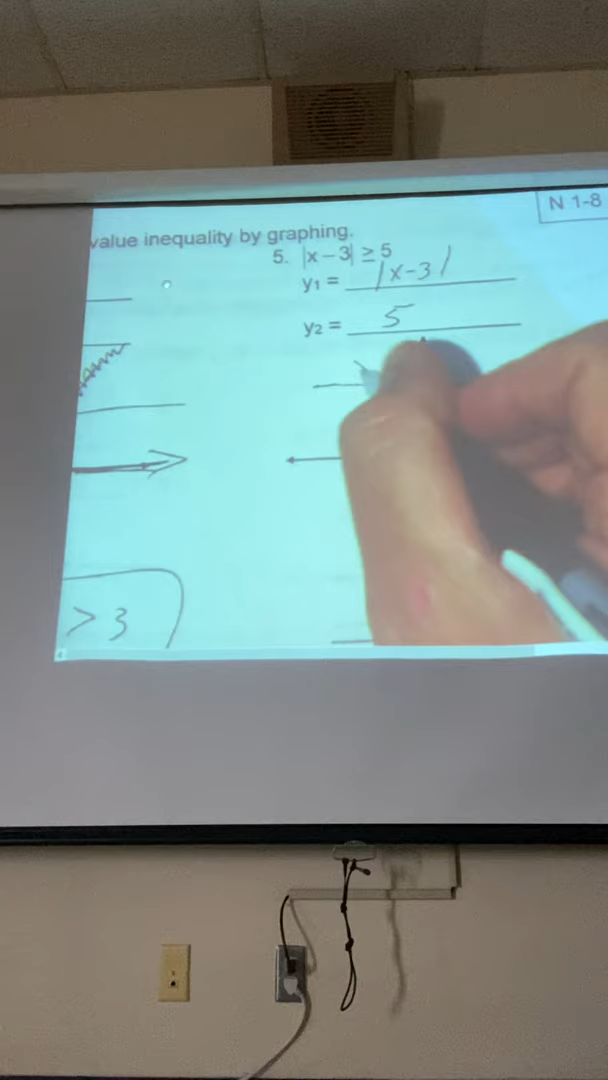 N 1-8
value inequality by graphing.
5. |x – 3| ≥ 5
y₁ = |x-3|
y₂ = 5
> 3